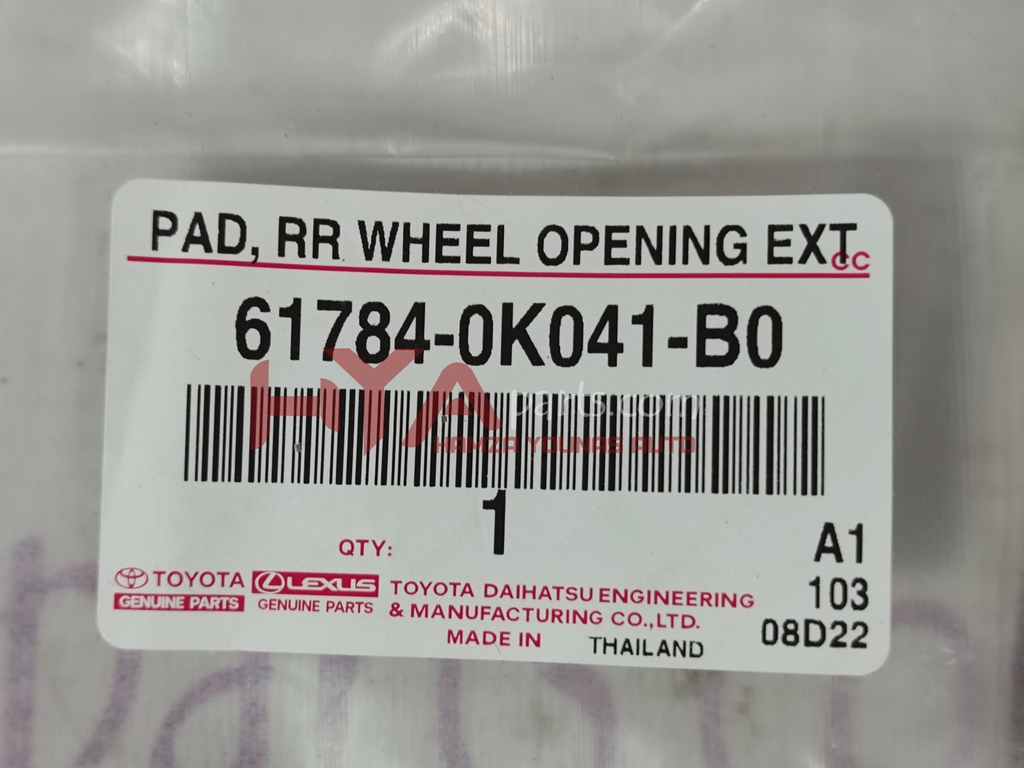 PAD, RR WHEEL OPENING EXT
CC
61784-0K041-B0
HYA parts.com
HAMZA YOUNAS AUTO
1
QTY:
A1
TOYOTA
GENUINE PARTS
LEXUS
GENUINE PARTS
TOYOTA DAIHATSU ENGINEERING
& MANUFACTURING CO.,LTD.
MADE IN THAILAND
103
08D22